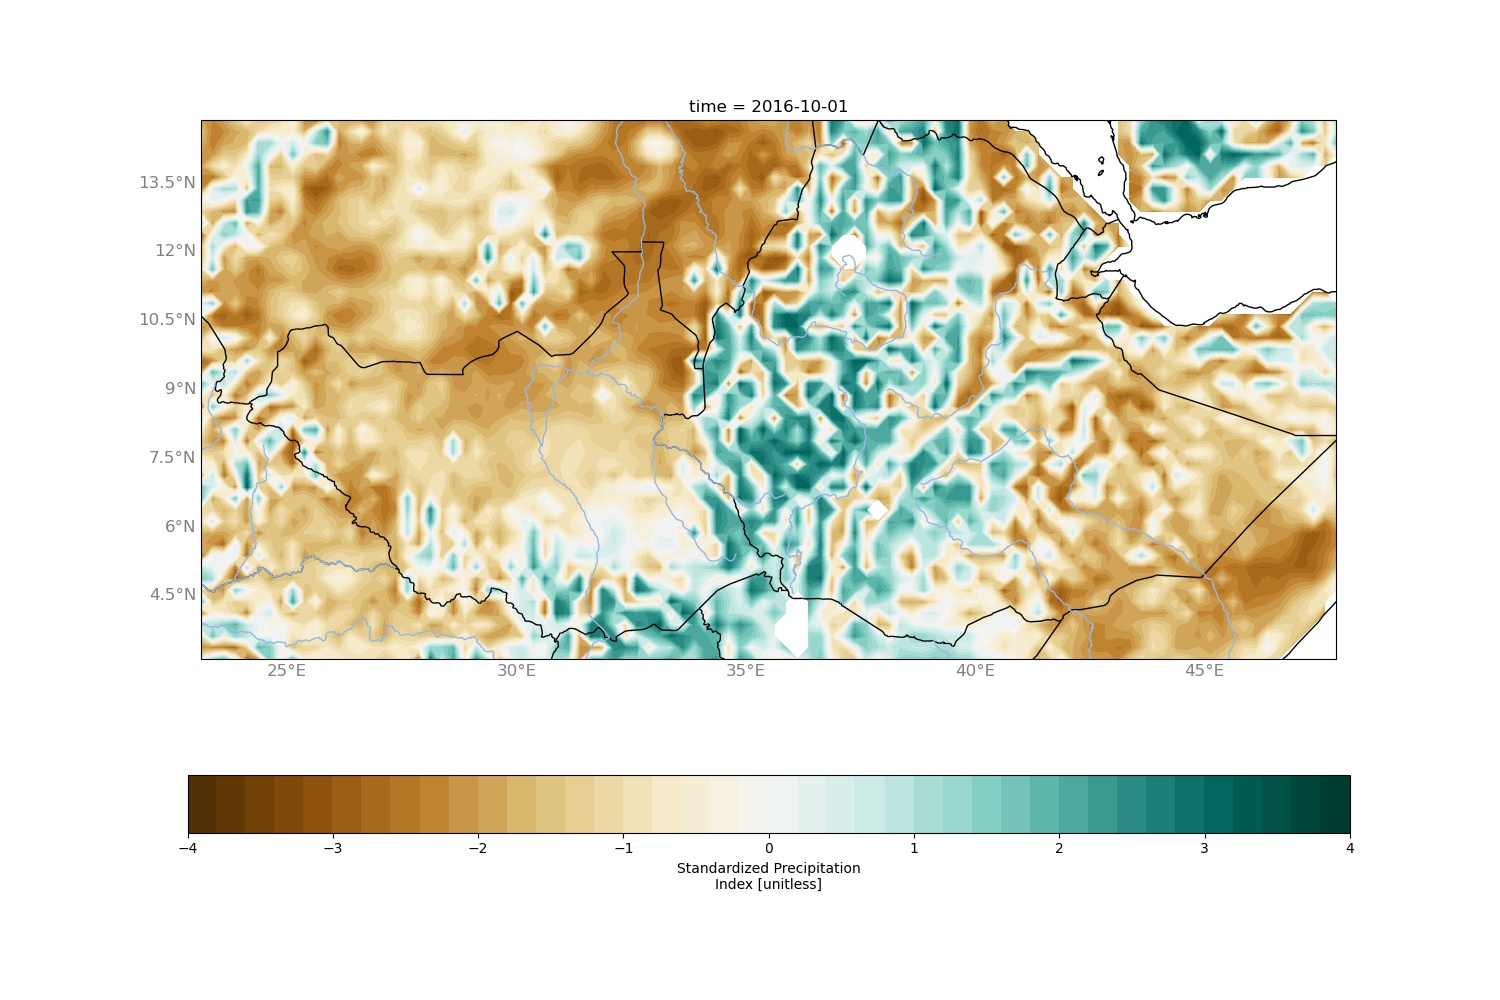 time = 2016-10-01
13.5°N
12°N
10.5°N
9°N
7.5°N
6°N
4.5°N
25°E 30°E 35°E 40°E 45°E
−4 −3 −2 −1 0 1 2 3 4
Standardized Precipitation
Index [unitless]